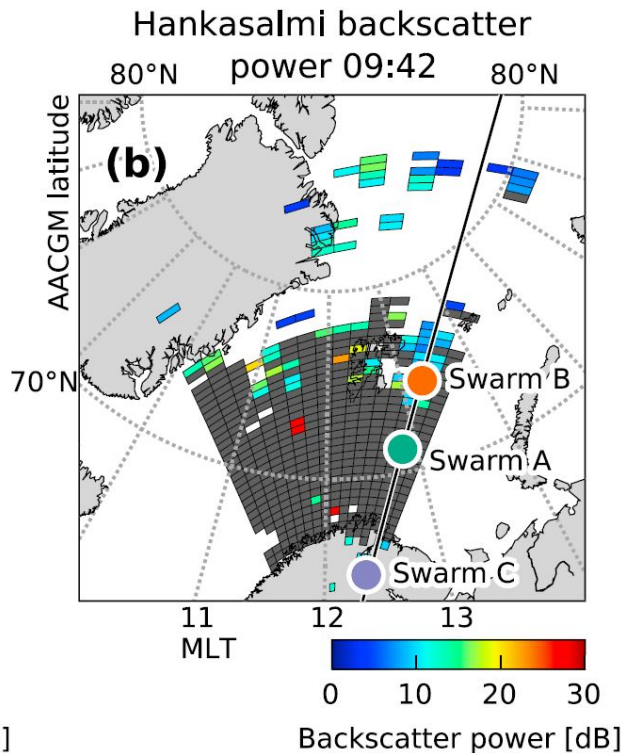 Hankasalmi backscatter
power 09:42
80°N
80°N
AACGM latitude
(b)
70°N
Swarm B
Swarm A
Swarm C
11
12
13
MLT
0
10
20
30
]
Backscatter power [dB]